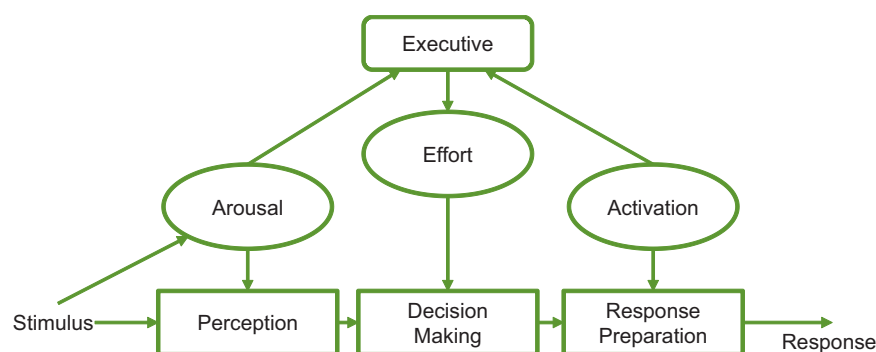 Executive
Effort
Arousal
Activation
Stimulus
Perception
Decision
Making
Response
Preparation
Response